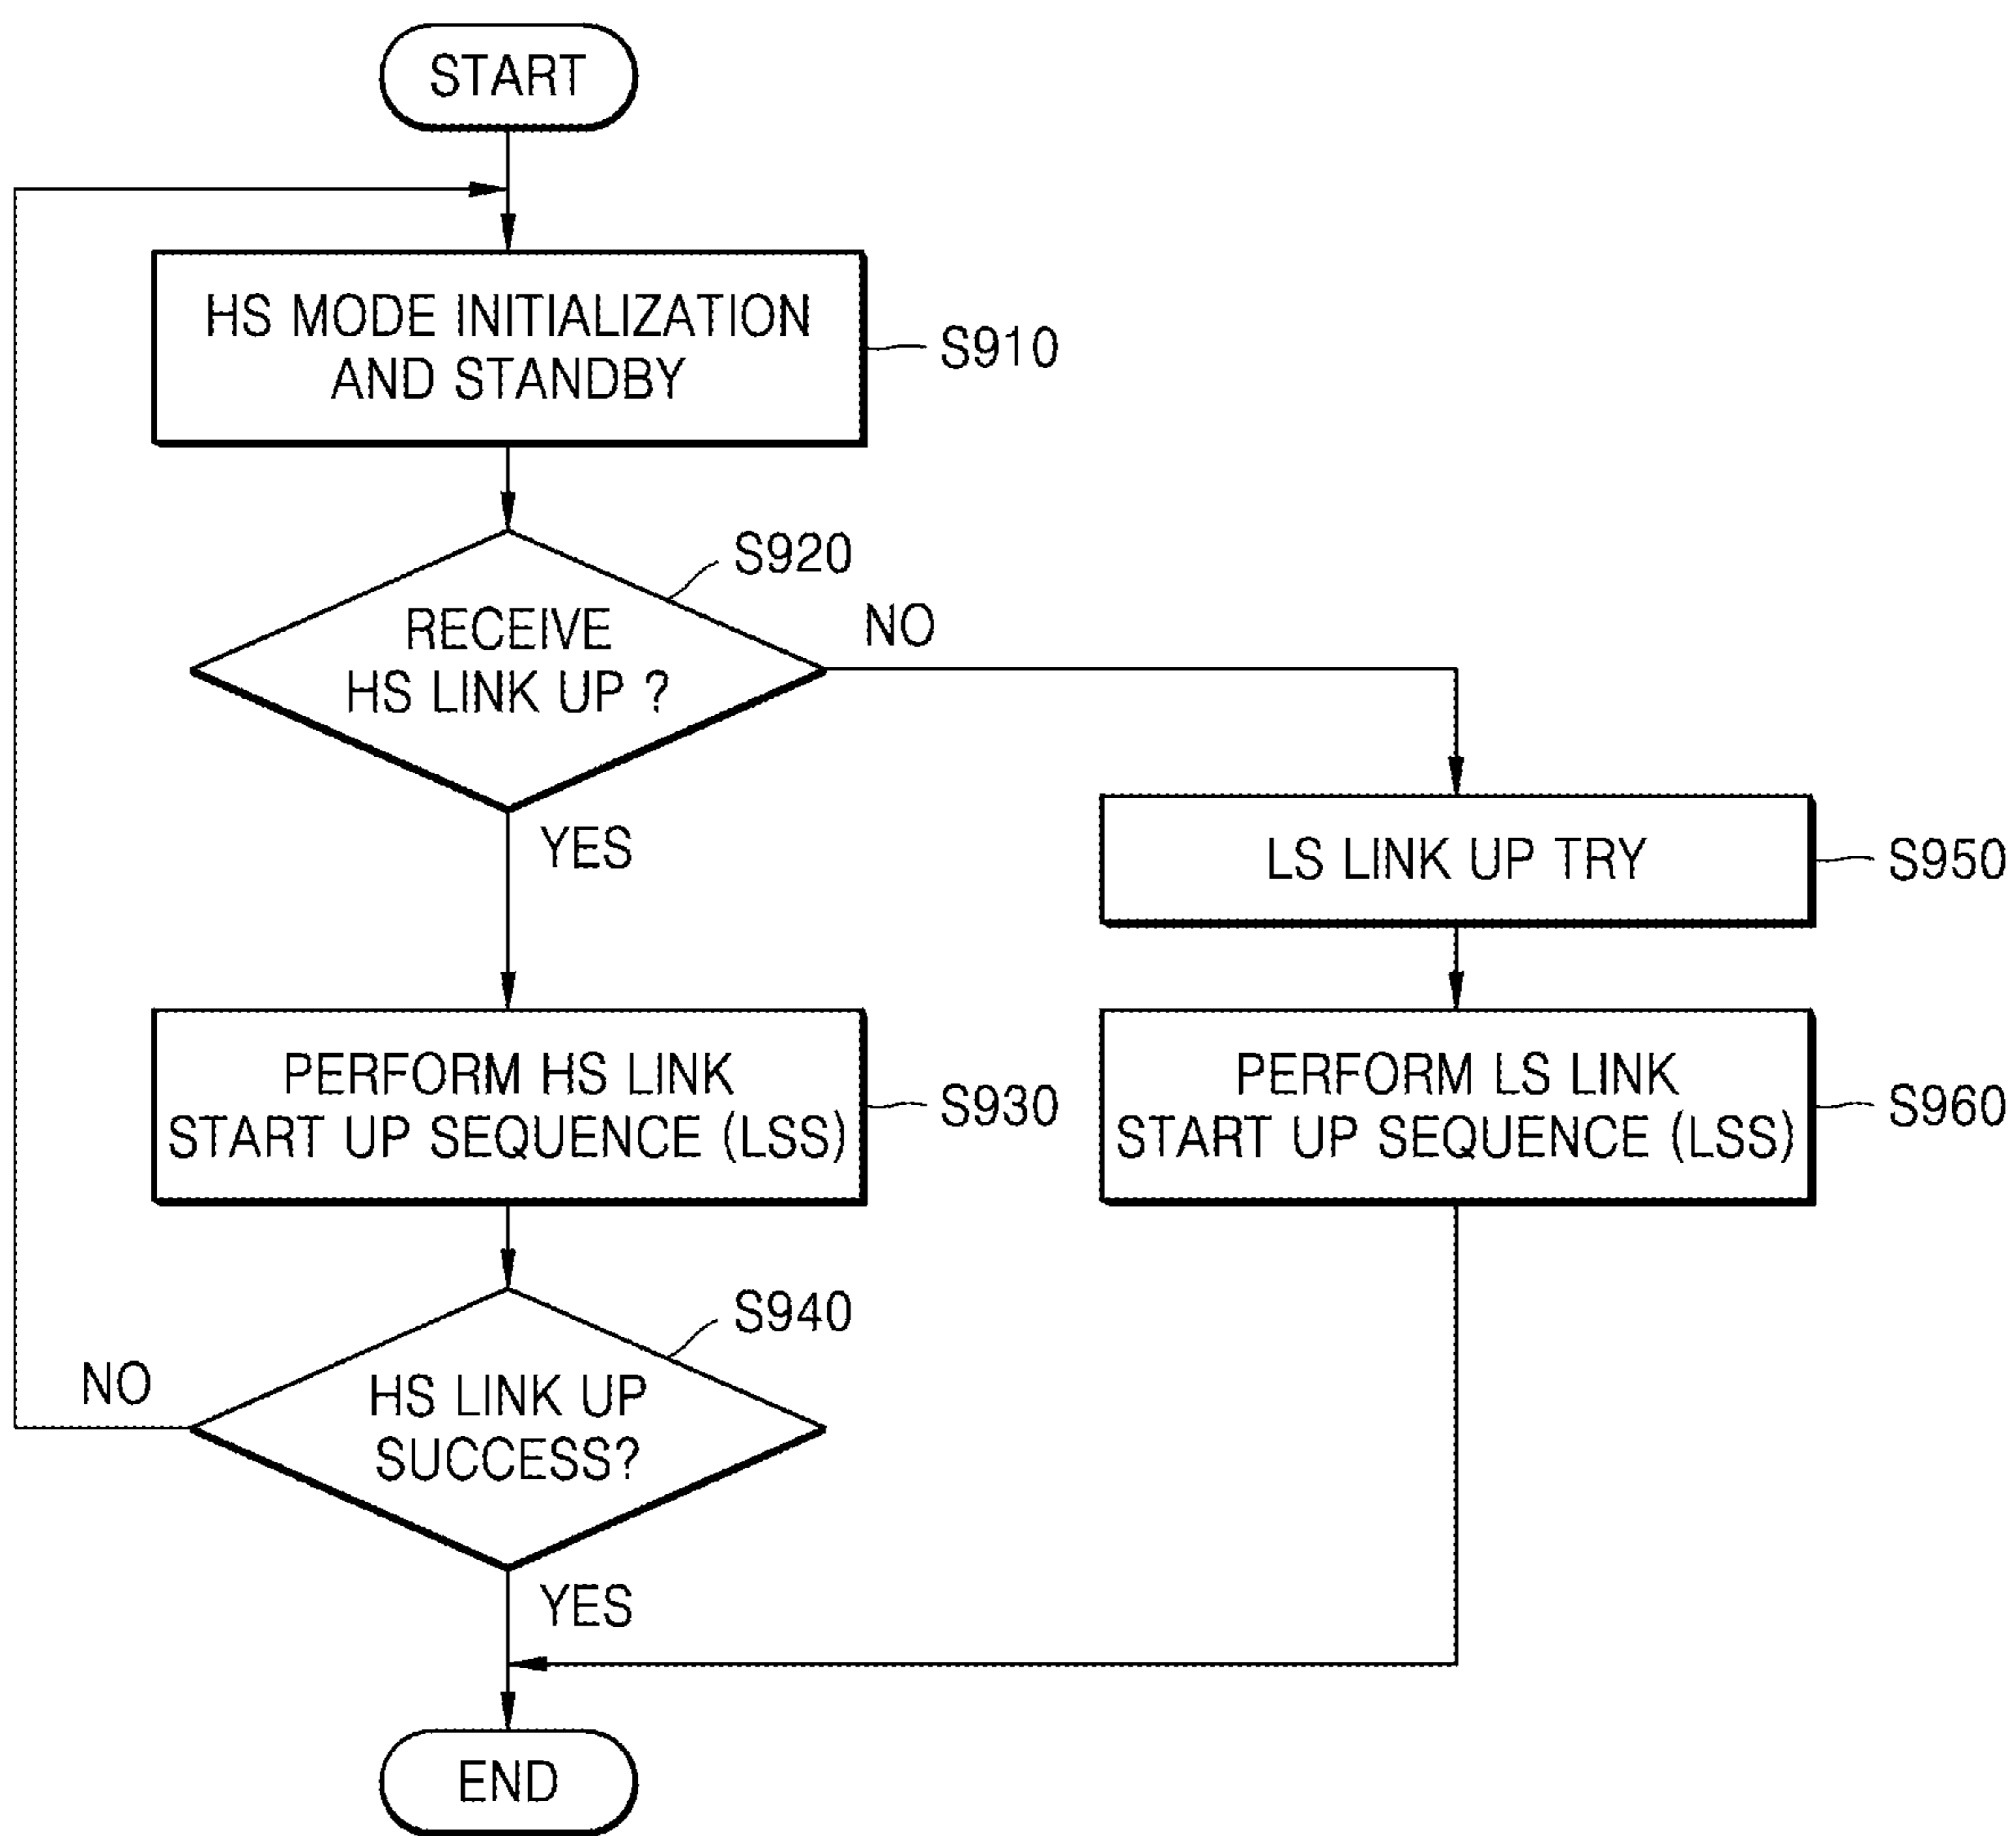 START
HS MODE INITIALIZATION
AND STANDBY
S910
S920
RECEIVE
HS LINK UP ?
NO
YES
LS LINK UP TRY
S950
PERFORM HS LINK
START UP SEQUENCE (LSS)
S930
PERFORM LS LINK
START UP SEQUENCE (LSS)
S960
S940
NO
HS LINK UP
SUCCESS?
YES
END